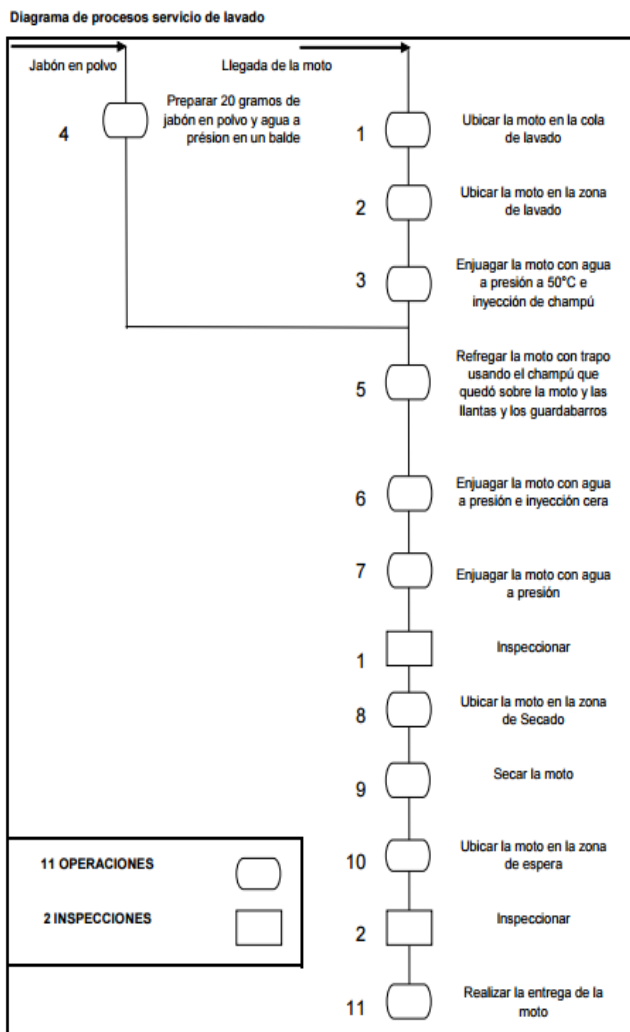 Diagrama de procesos servicio de lavado
Jabón en polvo
Llegada de la moto
4
Preparar 20 gramos de
jabón en polvo y agua a
présion en un balde
1
Ubicar la moto en la cola
de lavado
2
Ubicar la moto en la zona
de lavado
3
Enjuagar la moto con agua
a presión a 50°C e
inyección de champú
5
Refregar la moto con trapo
usando el champú que
quedó sobre la moto y las
llantas y los guardabarros
6
Enjuagar la moto con agua
a presión e inyección cera
7
Enjuagar la moto con agua
a presión
1
Inspeccionar
8
Ubicar la moto en la zona
de Secado
9
Secar la moto
10
Ubicar la moto en la zona
de espera
2
Inspeccionar
11
Realizar la entrega de la
moto
11 OPERACIONES
2 INSPECCIONES